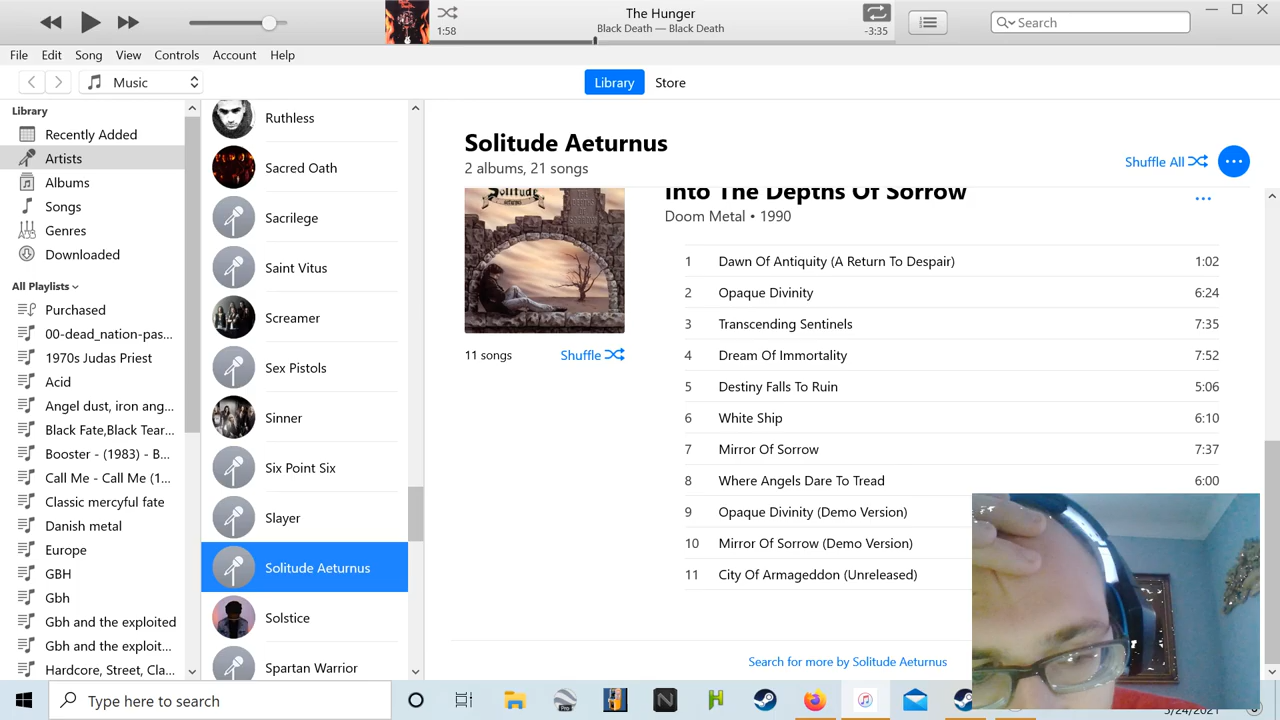 The Hunger
Black Death — Black Death
1:58
-3:35
Search
File Edit Song View Controls Account Help
Music
Library Store
Library
Recently Added
Artists
Albums
Songs
Genres
Downloaded
All Playlists
Purchased
00-dead_nation-pas...
1970s Judas Priest
Acid
Angel dust, iron ang...
Black Fate,Black Tear...
Booster - (1983) - B...
Call Me - Call Me (1...
Classic mercyful fate
Danish metal
Europe
GBH
Gbh
Gbh and the exploited
Gbh and the exploit...
Hardcore, Street, Cla...
Ruthless
Sacred Oath
Sacrilege
Saint Vitus
Screamer
Sex Pistols
Sinner
Six Point Six
Slayer
Solitude Aeturnus
Solstice
Spartan Warrior
Solitude Aeturnus
2 albums, 21 songs
Shuffle All
Solitude
11 songs
Shuffle
Into The Depths Of Sorrow
Doom Metal • 1990
1 Dawn Of Antiquity (A Return To Despair) 1:02
2 Opaque Divinity 6:24
3 Transcending Sentinels 7:35
4 Dream Of Immortality 7:52
5 Destiny Falls To Ruin 5:06
6 White Ship 6:10
7 Mirror Of Sorrow 7:37
8 Where Angels Dare To Tread 6:00
9 Opaque Divinity (Demo Version)
10 Mirror Of Sorrow (Demo Version)
11 City Of Armageddon (Unreleased)
Search for more by Solitude Aeturnus
Type here to search